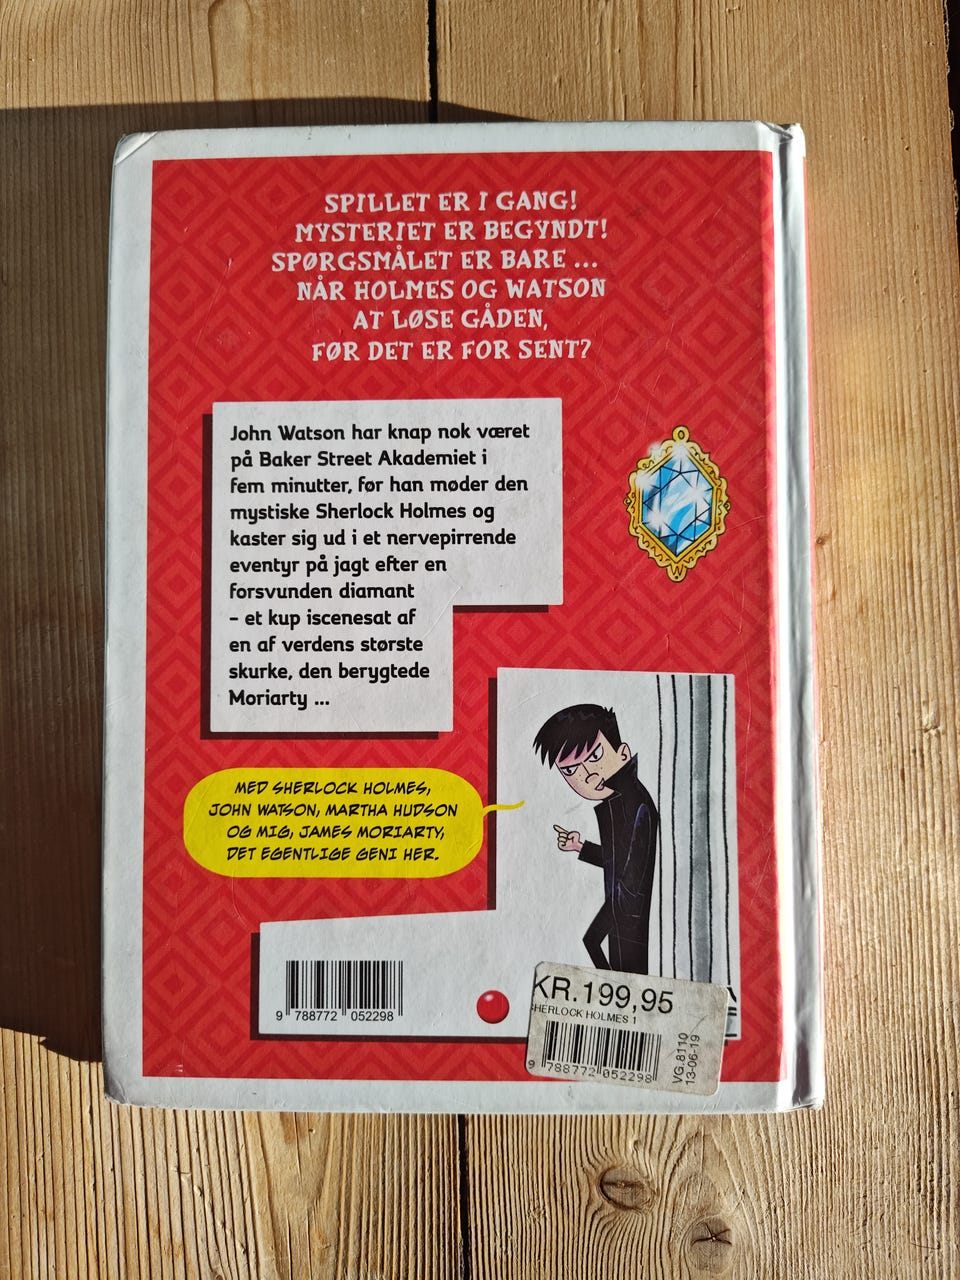 SPILLET ER I GANG!
MYSTERIET ER BEGYNDT!
SPØRGSMÅLET ER BARE ...
NÅR HOLMES OG WATSON
AT LØSE GÅDEN,
FØR DET ER FOR SENT?
John Watson har knap nok været
på Baker Street Akademiet i
fem minutter, før han møder den
mystiske Sherlock Holmes og
kaster sig ud i et nervepirrende
eventyr på jagt efter en
forsvunden diamant
– et kup iscenesat af
en af verdens største
skurke, den berygtede
Moriarty ...
MED SHERLOCK HOLMES,
JOHN WATSON, MARTHA HUDSON
OG MIG, JAMES MORIARTY,
DET EGENTLIGE GENI HER.
9 788772 052298
KR.199,95
SHERLOCK HOLMES 1
9 788772 052298
VG.8110
13-06-19